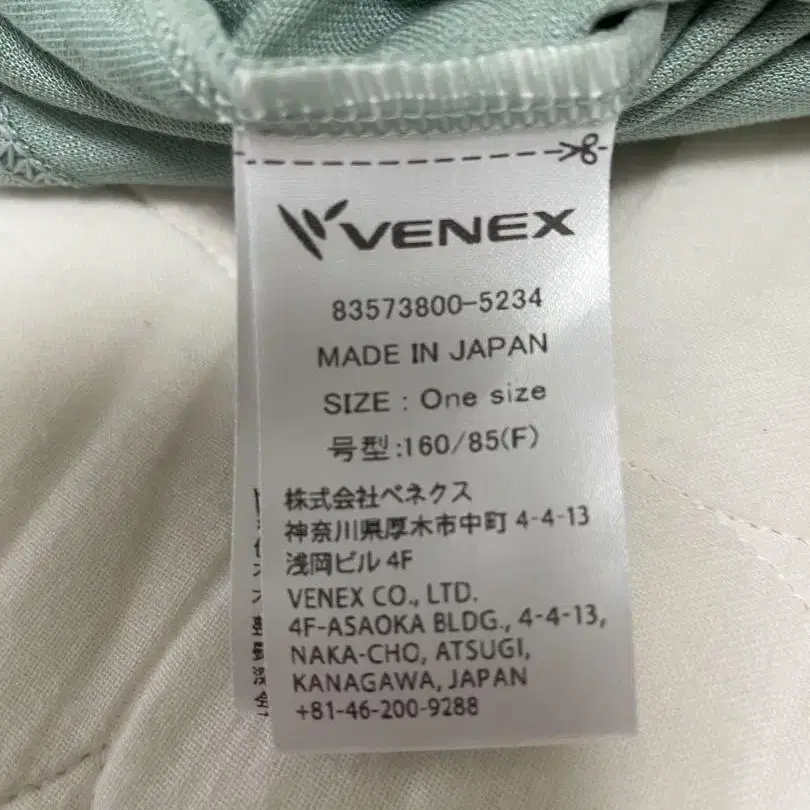 VENEX
83573800-5234
MADE IN JAPAN
SIZE : One size
号型:160/85(F)
株式会社ベネクス
神奈川県厚木市中町 4-4-13
浅岡ビル 4F
VENEX CO., LTD.
4F-ASAOKA BLDG., 4-4-13,
NAKA-CHO, ATSUGI,
KANAGAWA, JAPAN
+81-46-200-9288